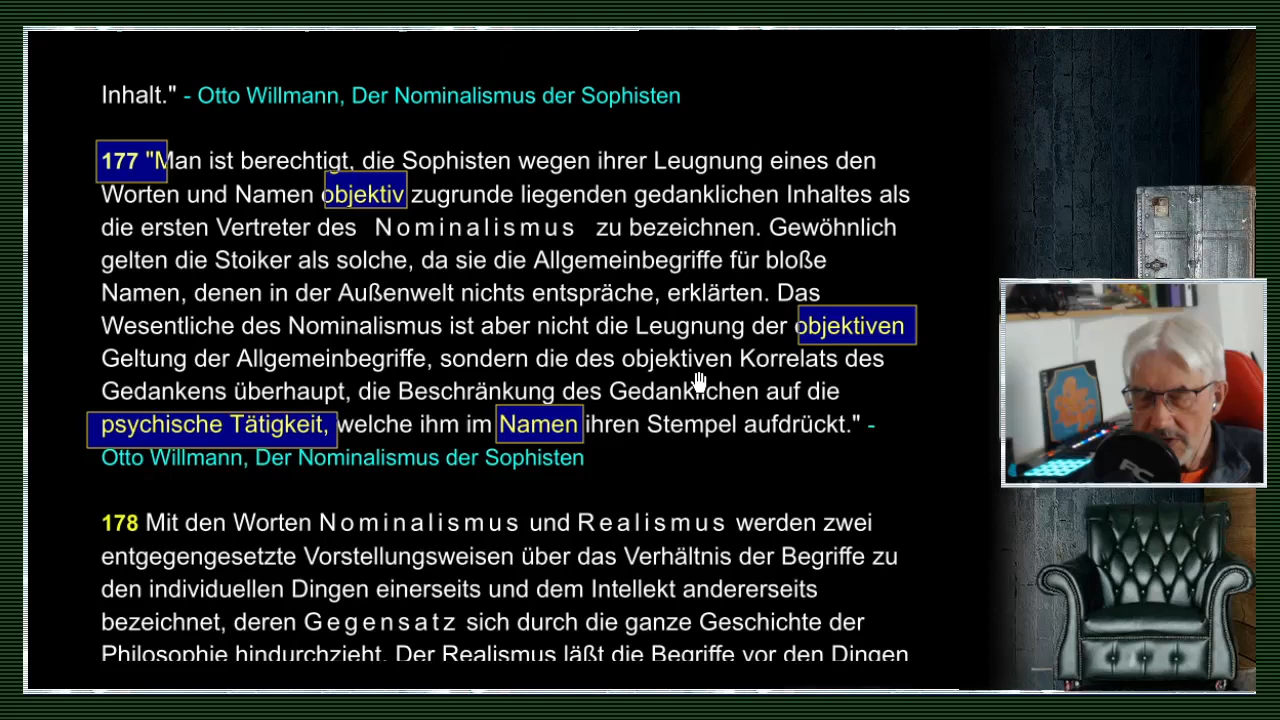 Inhalt." - Otto Willmann, Der Nominalismus der Sophisten
177 "Man ist berechtigt, die Sophisten wegen ihrer Leugnung eines den
Worten und Namen objektiv zugrunde liegenden gedanklichen Inhaltes als
die ersten Vertreter des Nominalismus zu bezeichnen. Gewöhnlich
gelten die Stoiker als solche, da sie die Allgemeinbegriffe für bloße
Namen, denen in der Außenwelt nichts entspräche, erklärten. Das
Wesentliche des Nominalismus ist aber nicht die Leugnung der objektiven
Geltung der Allgemeinbegriffe, sondern die des objektiven Korrelats des
Gedankens überhaupt, die Beschränkung des Gedanklichen auf die
psychische Tätigkeit, welche ihm im Namen ihren Stempel aufdrückt." -
Otto Willmann, Der Nominalismus der Sophisten
178 Mit den Worten Nominalismus und Realismus werden zwei
entgegengesetzte Vorstellungsweisen über das Verhältnis der Begriffe zu
den individuellen Dingen einerseits und dem Intellekt andererserseits
bezeichnet, deren Gegensatz sich durch die ganze Geschichte der
Philosophie hindurchzieht. Der Realismus läßt die Begriffe vor den Dingen